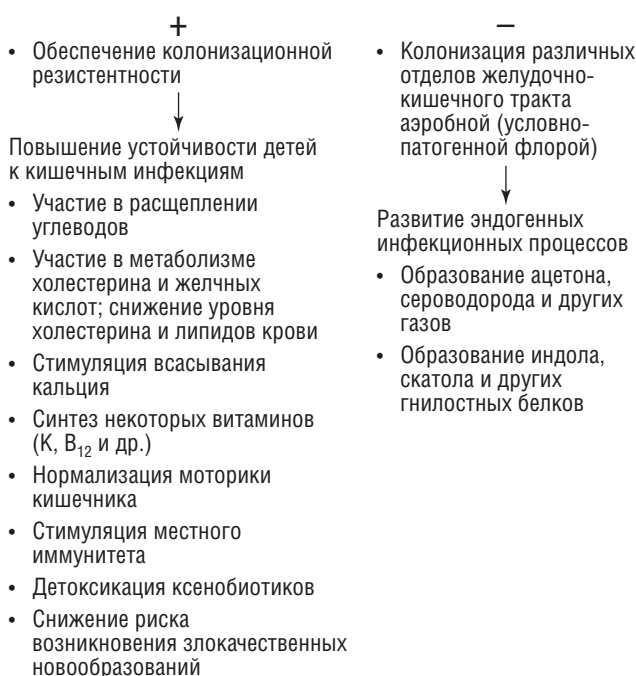 +
• Обеспечение колонизационной
резистентности
Повышение устойчивости детей
к кишечным инфекциям
• Участие в расщеплении
углеводов
• Участие в метаболизме
холестерина и желчных
кислот; снижение уровня
холестерина и липидов крови
• Стимуляция всасывания
кальция
• Синтез некоторых витаминов
(K, B₁₂ и др.)
• Нормализация моторики
кишечника
• Стимуляция местного
иммунитета
• Детоксикация ксенобиотиков
• Снижение риска
возникновения злокачественных
новообразований
–
• Колонизация различных
отделов желудочно-
кишечного тракта
аэробной (условно-
патогенной флорой)
Развитие эндогенных
инфекционных процессов
• Образование ацетона,
сероводорода и других
газов
• Образование индола,
скатола и других
гнилостных белков